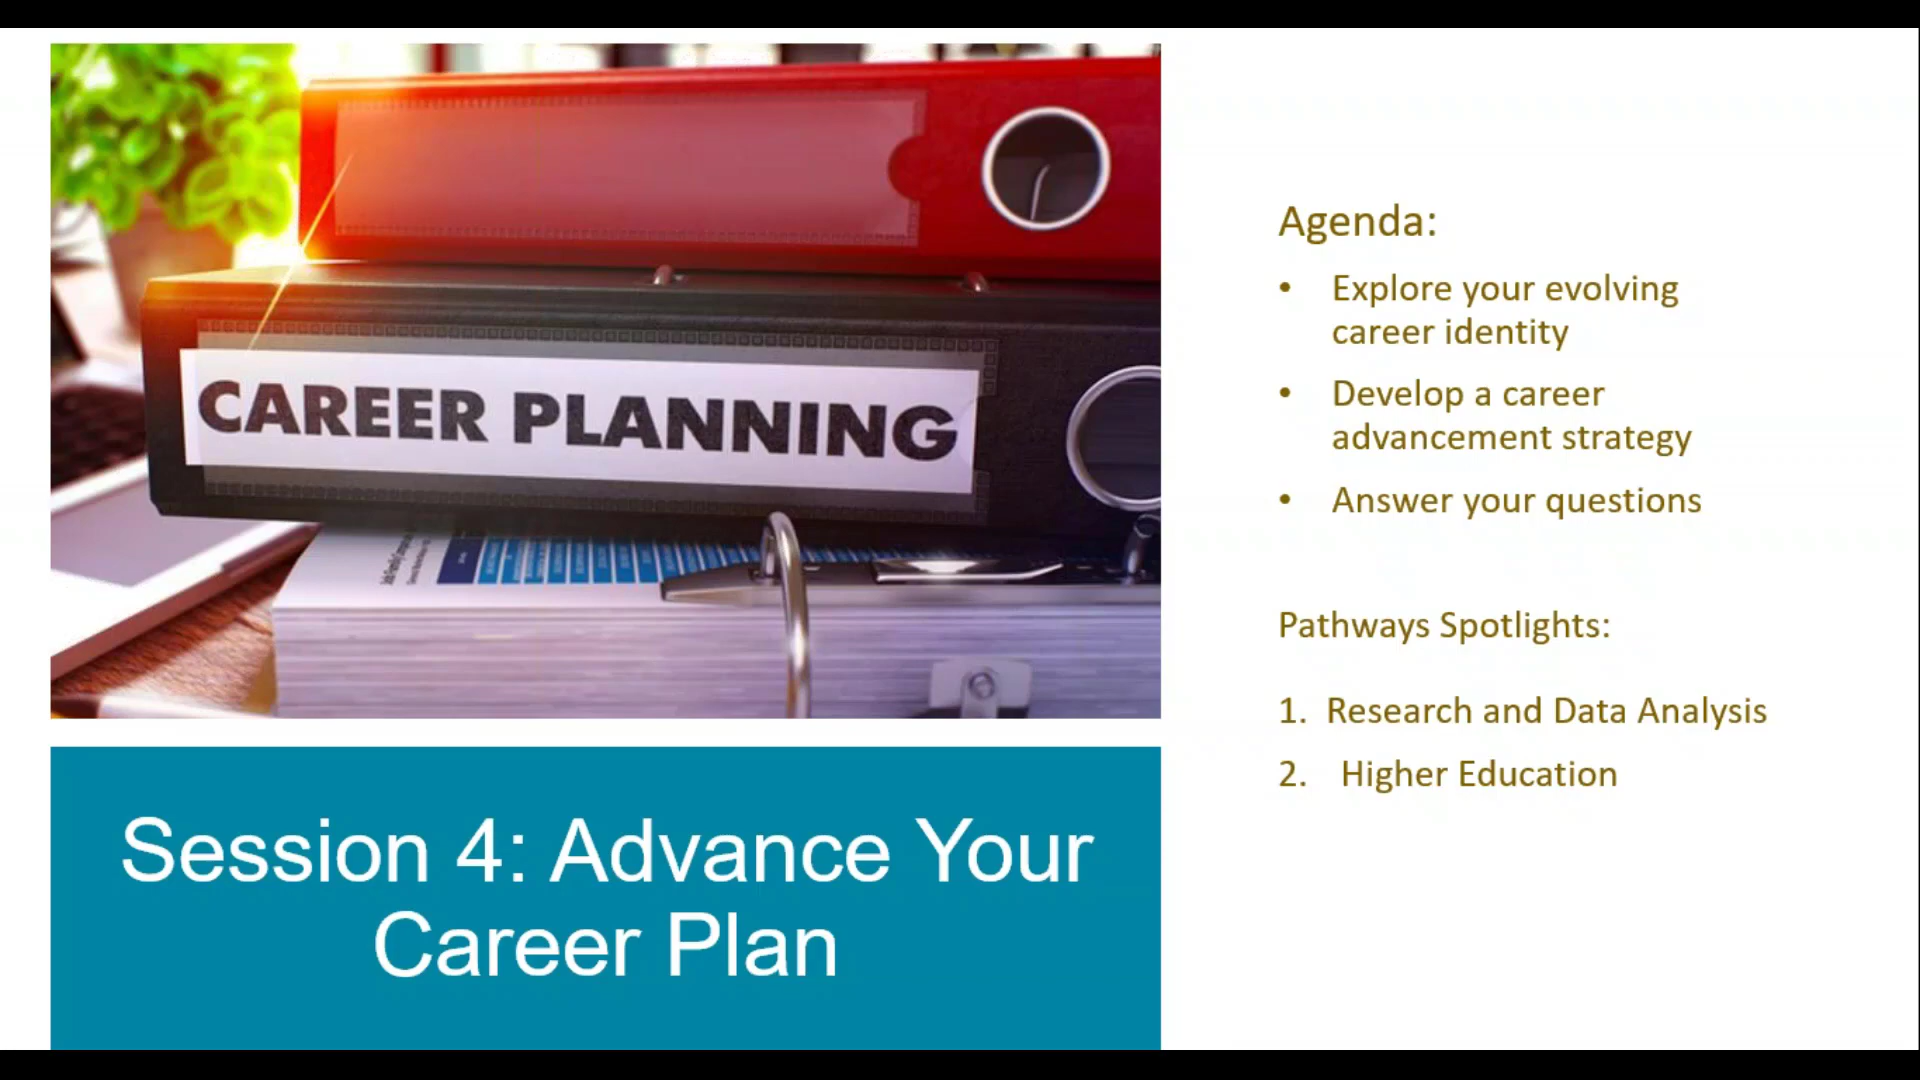 CAREER PLANNING
Session 4: Advance Your
Career Plan
Agenda:
• Explore your evolving
career identity
• Develop a career
advancement strategy
• Answer your questions
Pathways Spotlights:
1. Research and Data Analysis
2. Higher Education